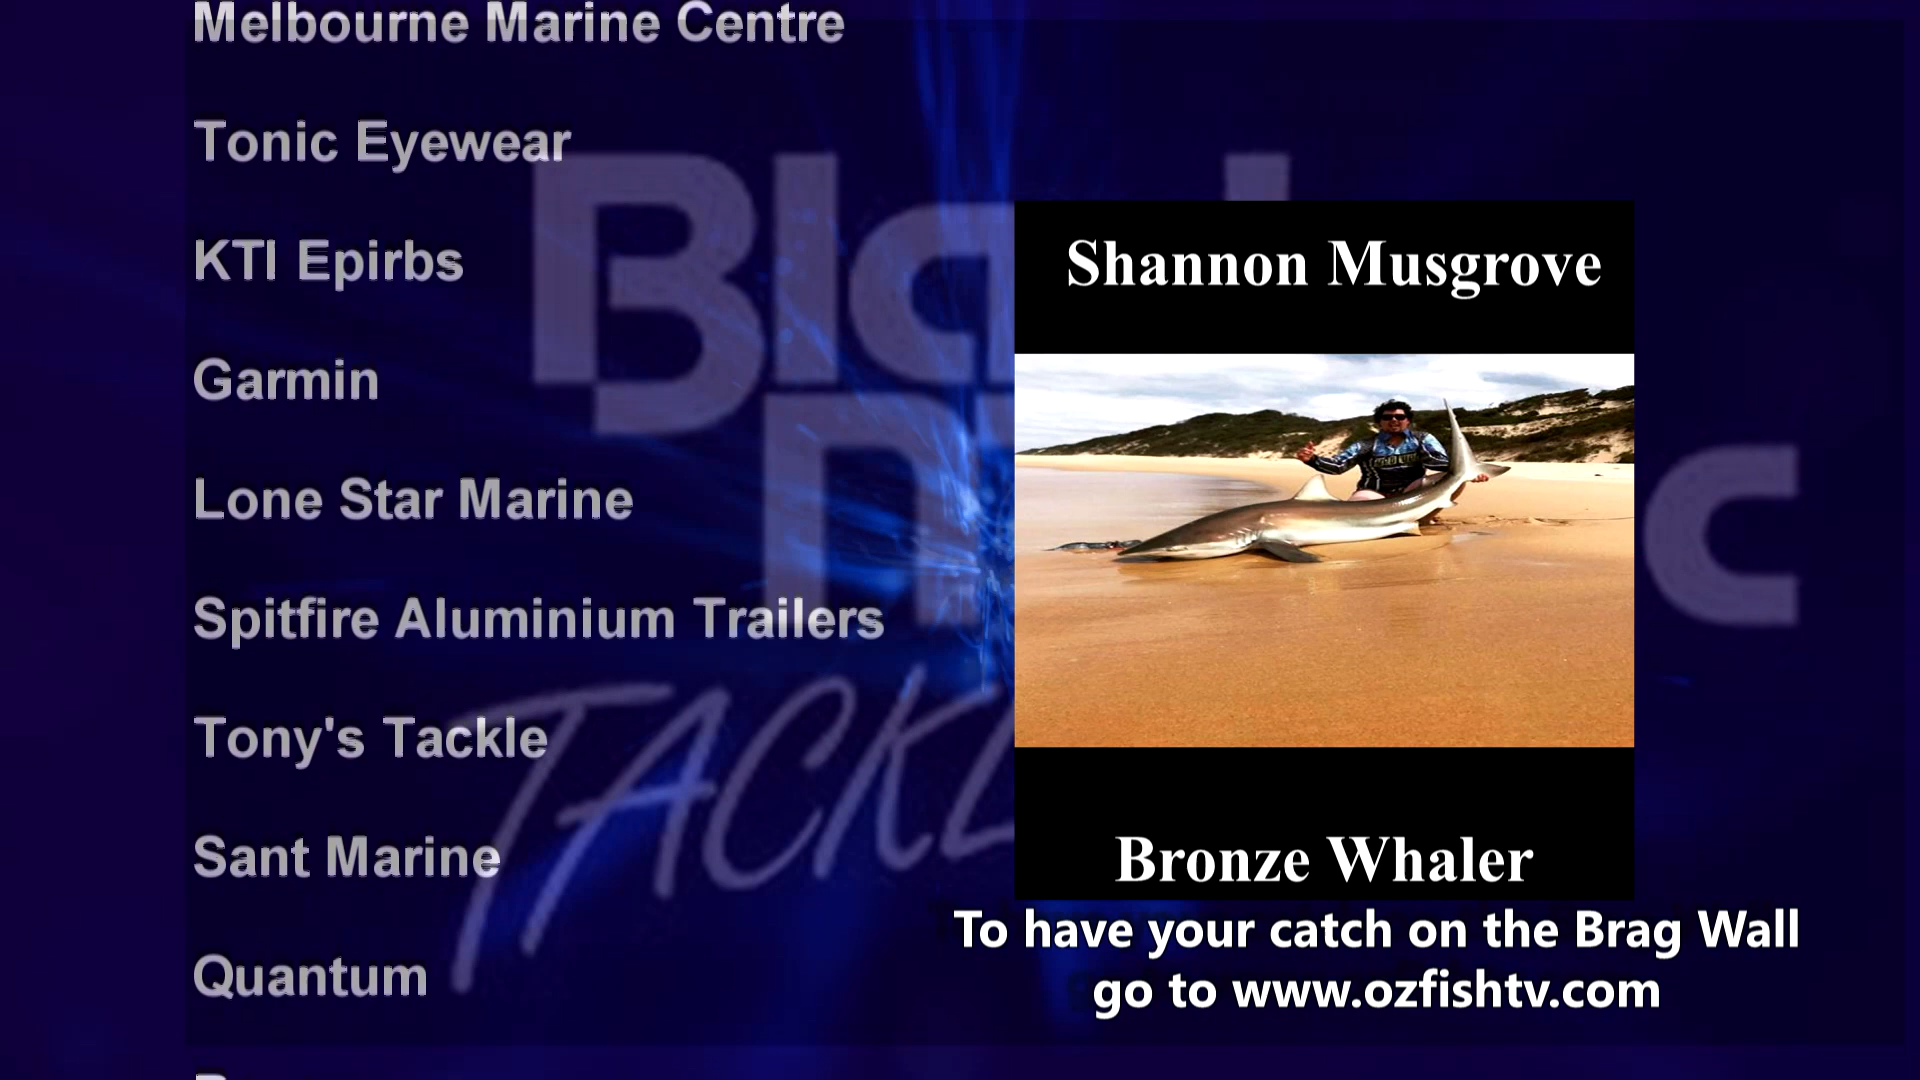 Melbourne Marine Centre
Tonic Eyewear
KTI Epirbs
Garmin
Lone Star Marine
Spitfire Aluminium Trailers
Tony's Tackle
Sant Marine
Quantum
Shannon Musgrove
Bronze Whaler
To have your catch on the Brag Wall
go to www.ozfishtv.com